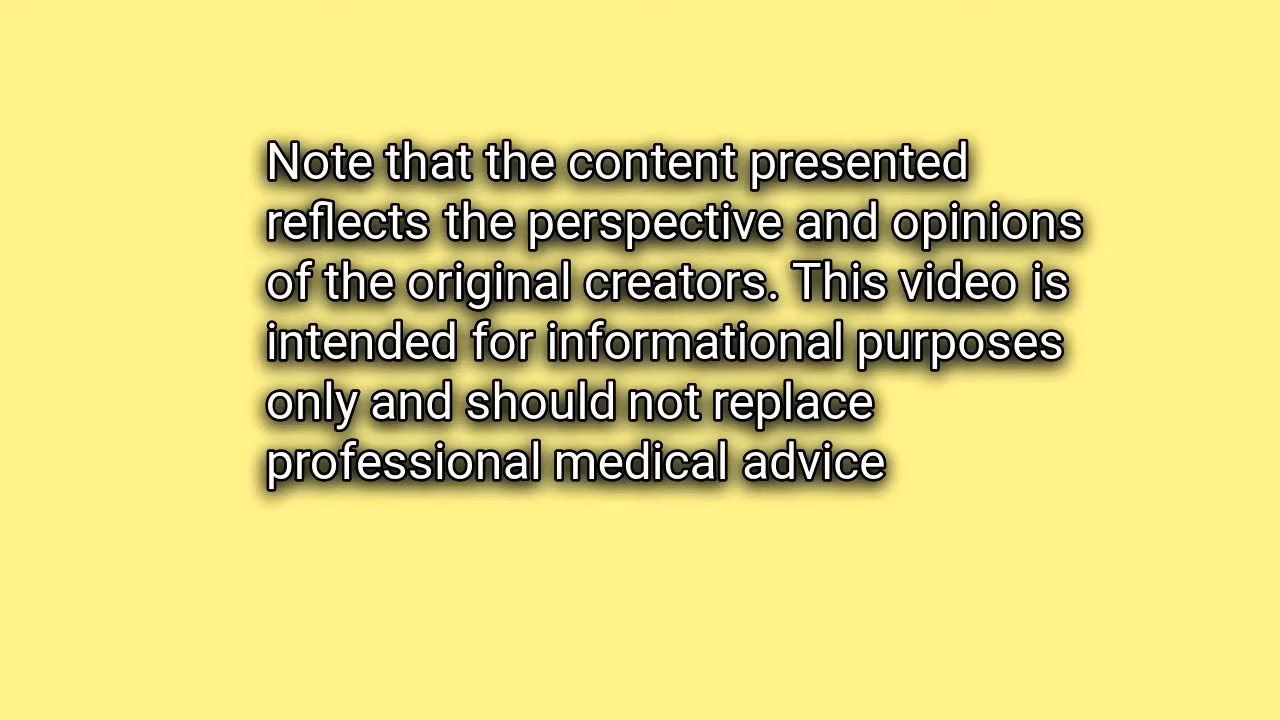 Note that the content presented
reflects the perspective and opinions
of the original creators. This video is
intended for informational purposes
only and should not replace
professional medical advice